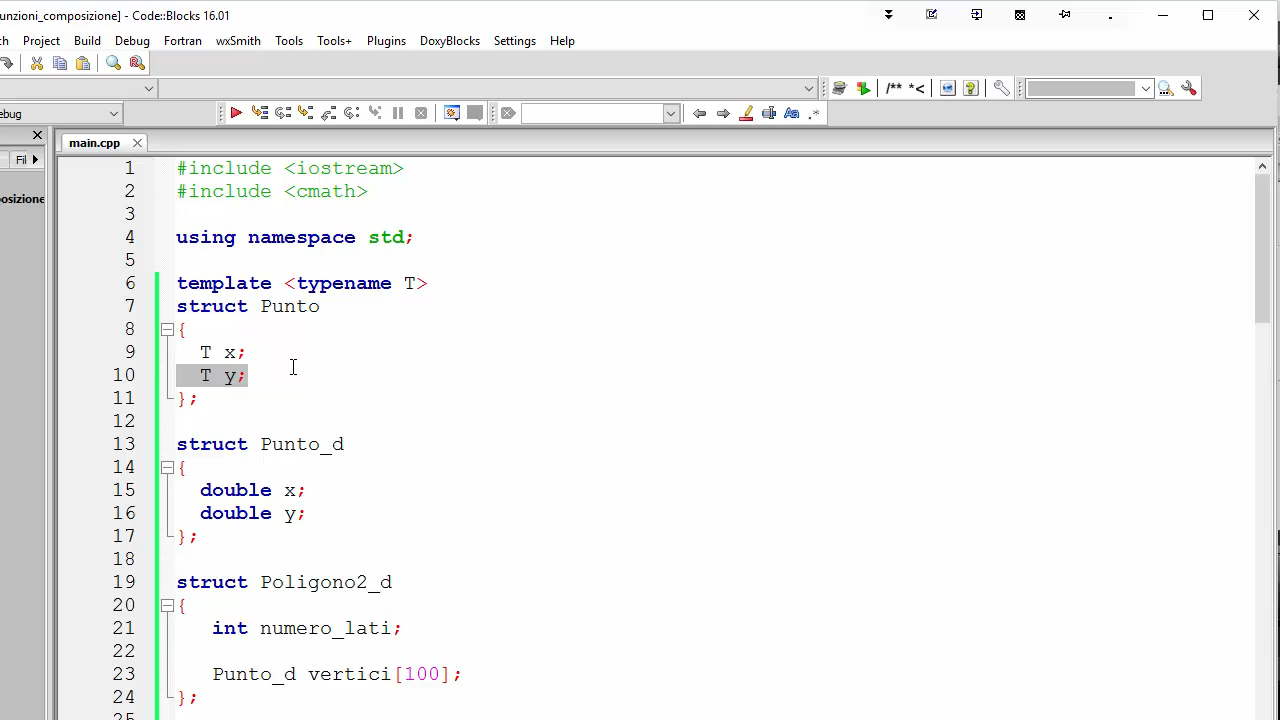 unzioni_composizione] - Code::Blocks 16.01
ch Project Build Debug Fortran wxSmith Tools Tools+ Plugins DoxyBlocks Settings Help
/** *<
ebug
Aa .*
main.cpp
Fil
osizione
1 #include <iostream>
2 #include <cmath>
3
4 using namespace std;
5
6 template <typename T>
7 struct Punto
8 {
9 T x;
10 T y;
11 };
12
13 struct Punto_d
14 {
15 double x;
16 double y;
17 };
18
19 struct Poligono2_d
20 {
21 int numero_lati;
22
23 Punto_d vertici[100];
24 };
25